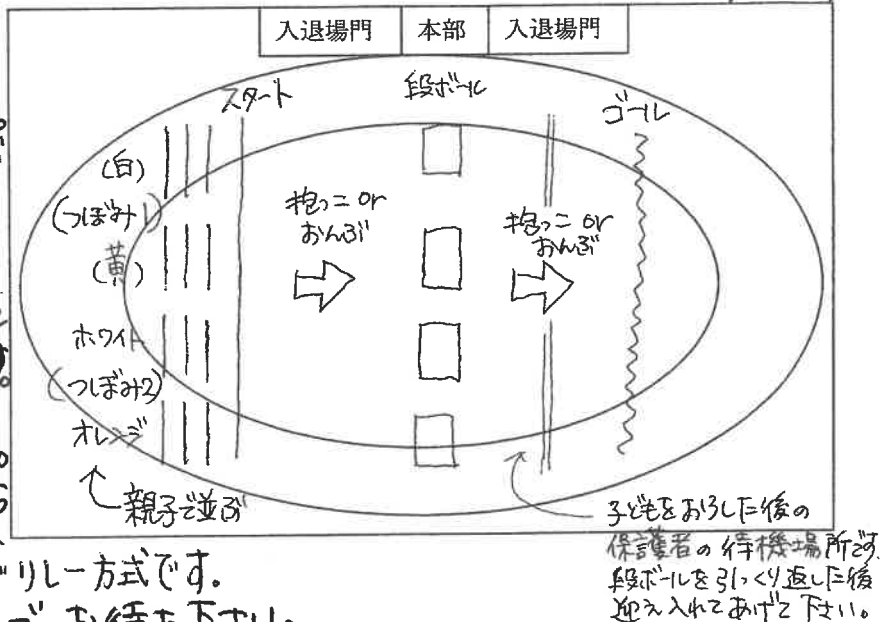 入退場門
本部
入退場門
スタート
段ボール
ゴール
(白)
(つぼみ1)
(黄)
ホワイト
(つぼみ2)
オレンジ
抱っこ or
おんぶ
抱っこ or
おんぶ
親子で並ぶ
子どもをおろした後の
保護者の待機場所です。
段ボールを引っくり返した後
迎え入れてあげて下さい。
リレー方式です。
お待ち下さい。